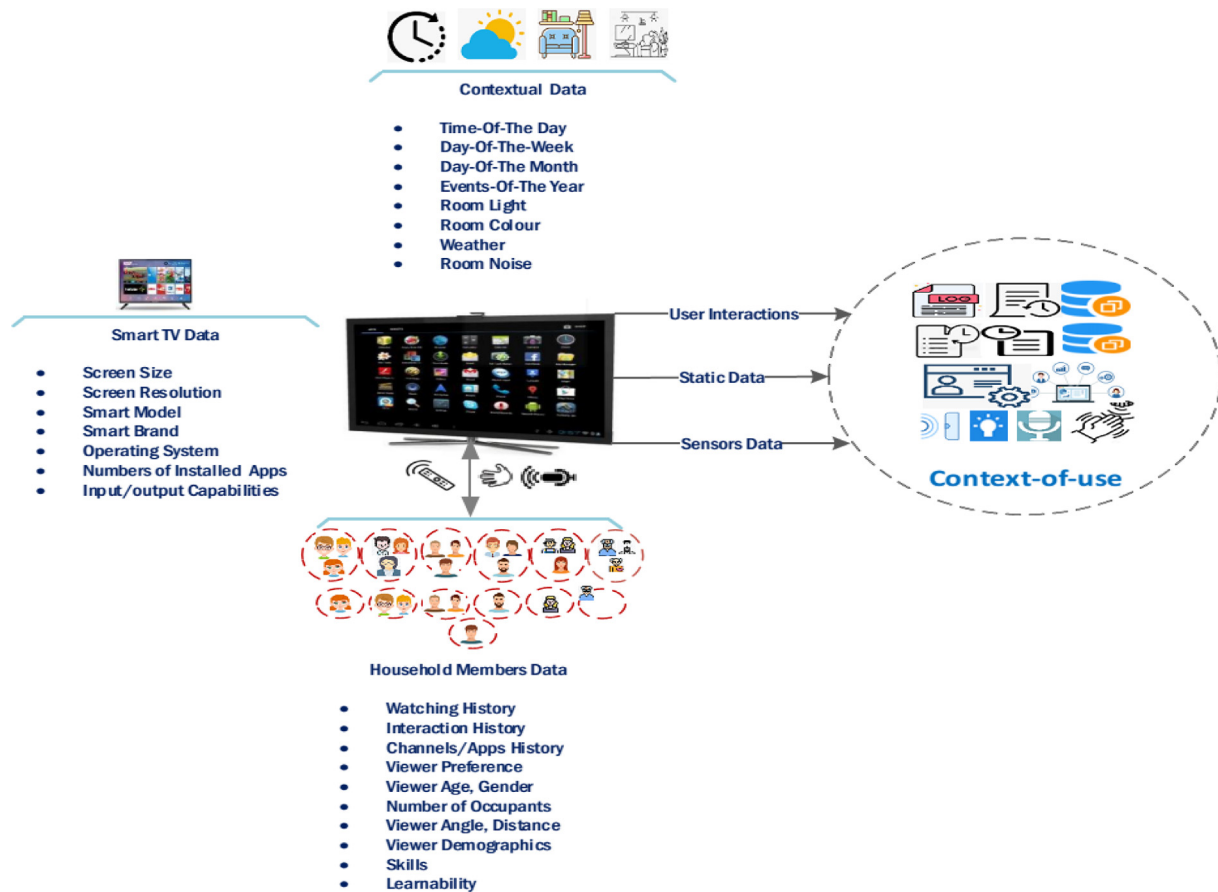 Contextual Data
• Time-Of-The Day
• Day-Of-The-Week
• Day-Of-The Month
• Events-Of-The Year
• Room Light
• Room Colour
• Weather
• Room Noise
Smart TV Data
• Screen Size
• Screen Resolution
• Smart Model
• Smart Brand
• Operating System
• Numbers of Installed Apps
• Input/output Capabilities
User Interactions
Static Data
Sensors Data
LOG
Context-of-use
Household Members Data
• Watching History
• Interaction History
• Channels/Apps History
• Viewer Preference
• Viewer Age, Gender
• Number of Occupants
• Viewer Angle, Distance
• Viewer Demographics
• Skills
• Learnability